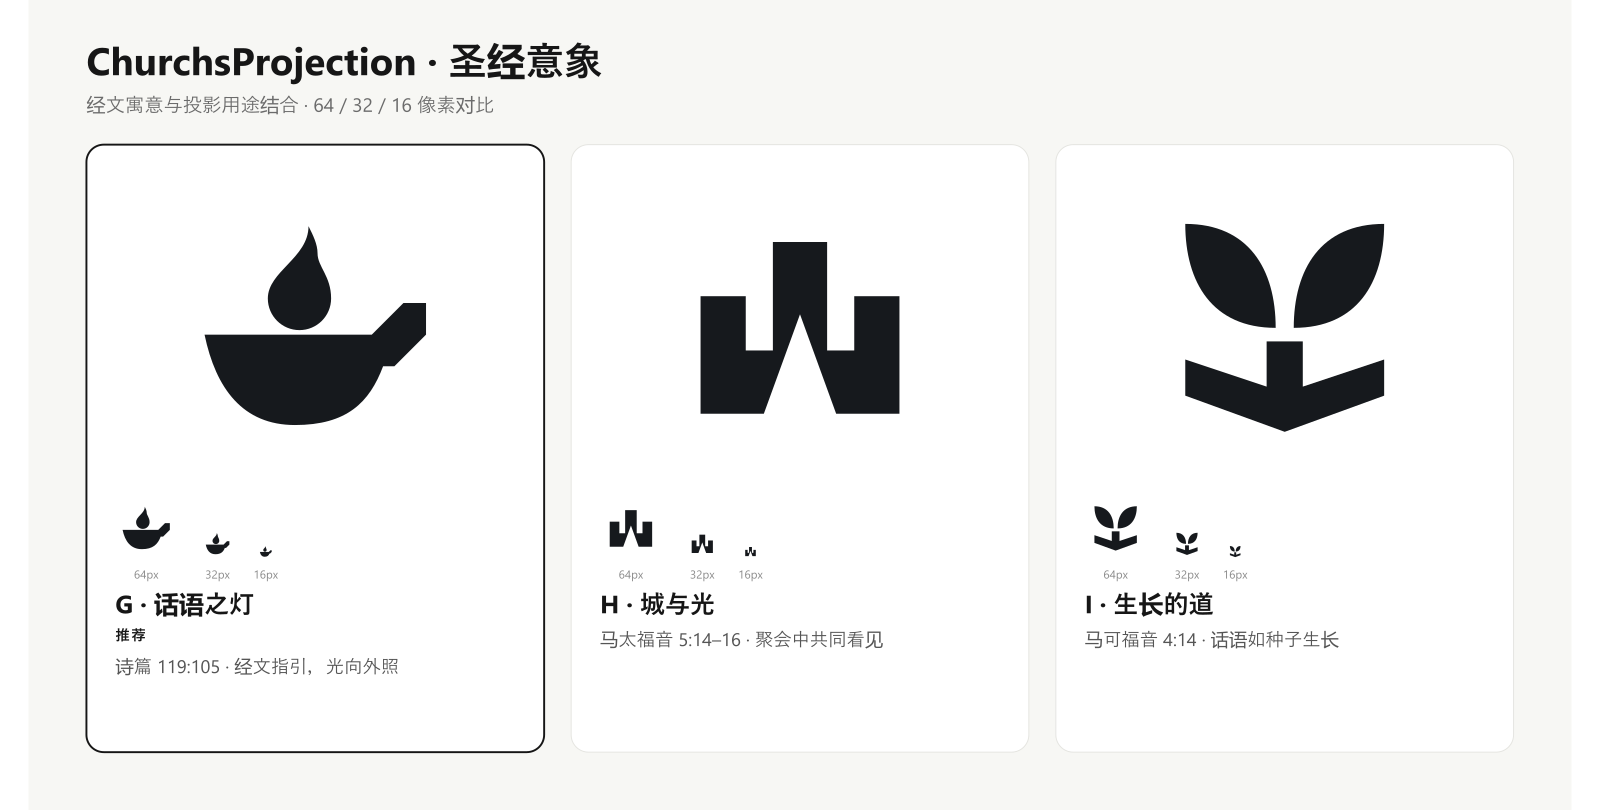 ChurchsProjection · 圣经意象
经文寓意与投影用途结合 · 64 / 32 / 16 像素对比
64px 32px 16px
G · 话语之灯
推荐
诗篇 119:105 · 经文指引，光向外照
64px 32px 16px
H · 城与光
马太福音 5:14–16 · 聚会中共同看见
64px 32px 16px
I · 生长的道
马可福音 4:14 · 话语如种子生长